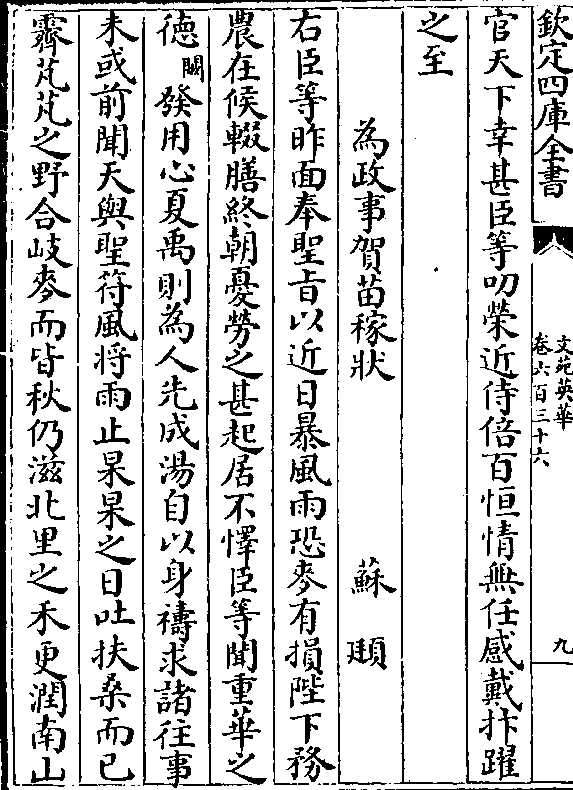 欽定四庫全書
文苑英華
卷六百三十六
九
官天下幸甚臣等叨榮近侍倍百恒情無任感戴抃躍
之至
為政事賀苗稼狀 蘇頲
右臣等昨面奉聖㫖以近日暴風雨恐麥有損陛下務
農在候輟膳終朝憂勞之甚起居不懌臣等聞重華之
德闕發用心夏禹則為人先成湯自以身禱求諸往事
未或前聞天與聖符風將雨止杲杲之日吐扶桑而已
霽芃芃之野合岐麥而皆秋仍滋北里之禾更潤南山